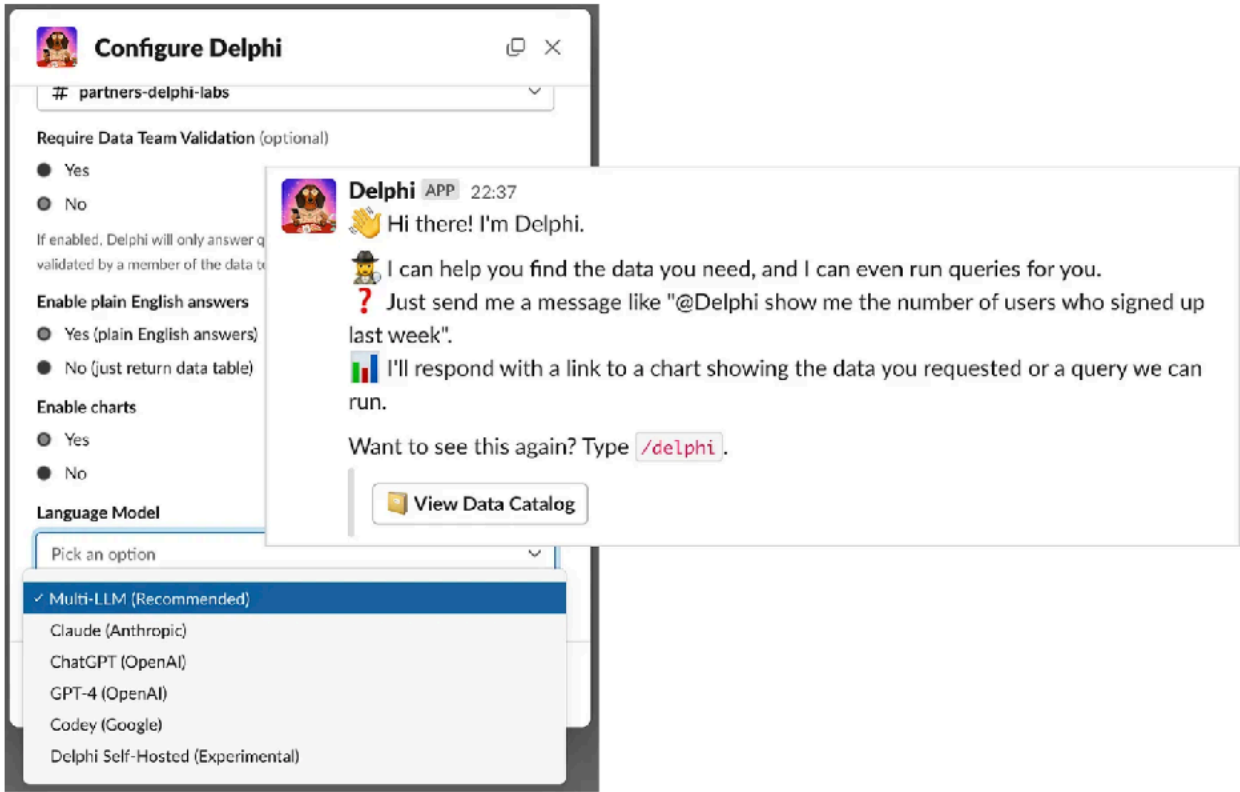 Configure Delphi
# partners-delphi-labs
Require Data Team Validation (optional)
Yes
No
If enabled, Delphi will only answer q
validated by a member of the data t
Enable plain English answers
Yes (plain English answers)
No (just return data table)
Enable charts
Yes
No
Language Model
Pick an option
✓ Multi-LLM (Recommended)
Claude (Anthropic)
ChatGPT (OpenAI)
GPT-4 (OpenAI)
Codey (Google)
Delphi Self-Hosted (Experimental)
Delphi APP 22:37
👋 Hi there! I'm Delphi.
🕵️ I can help you find the data you need, and I can even run queries for you.
❓ Just send me a message like "@Delphi show me the number of users who signed up
last week".
📊 I'll respond with a link to a chart showing the data you requested or a query we can
run.
Want to see this again? Type /delphi.
📔 View Data Catalog